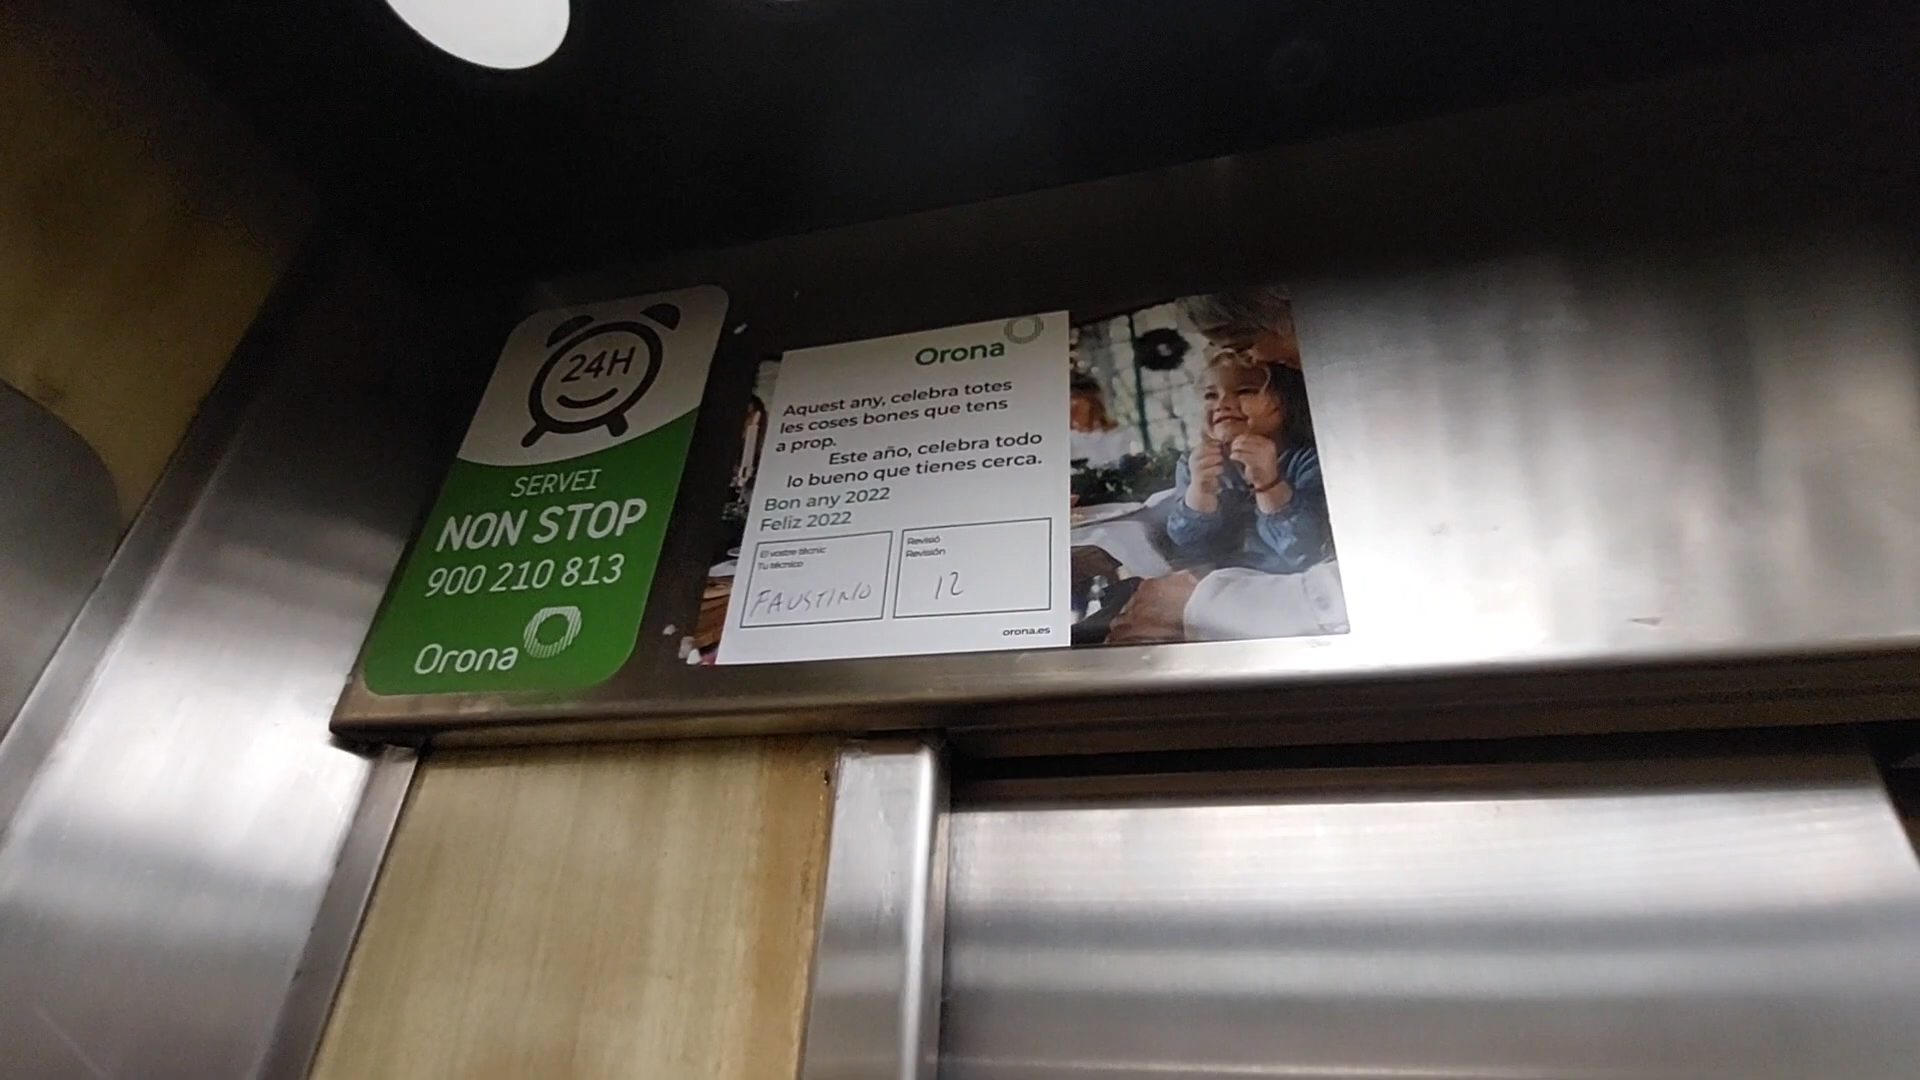 24H
SERVEI
NON STOP
900 210 813
Orona
Orona
Aquest any, celebra totes
les coses bones que tens
a prop.
Este año, celebra todo
lo bueno que tienes cerca.
Bon any 2022
Feliz 2022
El vostre tècnic
Tu técnico
FAUSTINO
Revisió
Revisión
12
orona.es